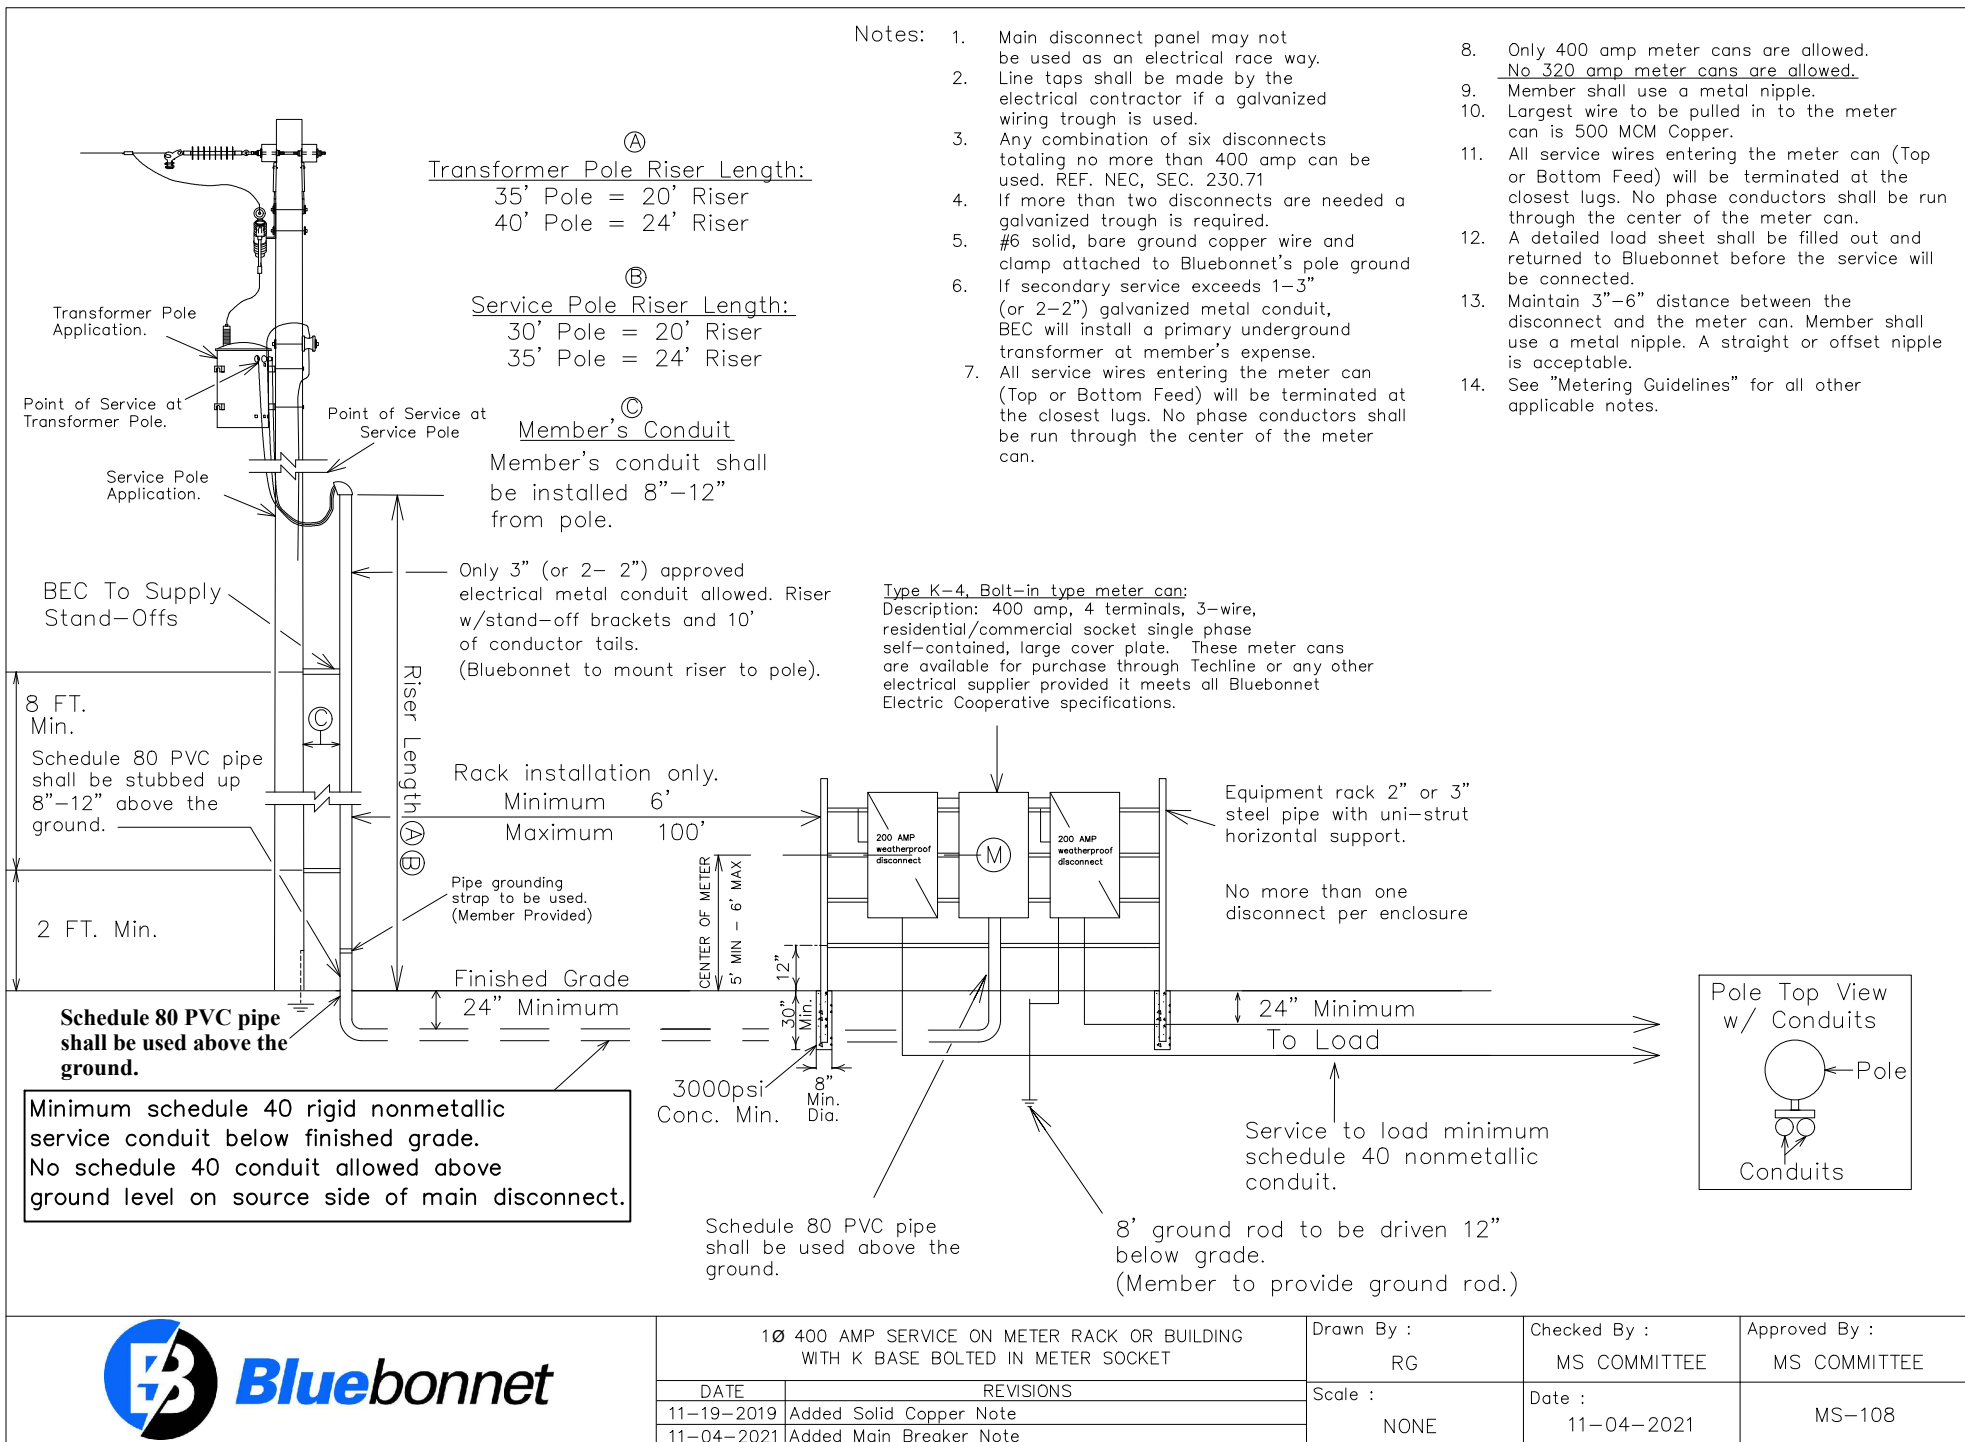 Notes:
1. Main disconnect panel may not
be used as an electrical race way.
2. Line taps shall be made by the
electrical contractor if a galvanized
wiring trough is used.
3. Any combination of six disconnects
totaling no more than 400 amp can be
used. REF. NEC, SEC. 230.71
4. If more than two disconnects are needed a
galvanized trough is required.
5. #6 solid, bare ground copper wire and
clamp attached to Bluebonnet's pole ground
6. If secondary service exceeds 1-3"
(or 2-2") galvanized metal conduit,
BEC will install a primary underground
transformer at member's expense.
7. All service wires entering the meter can
(Top or Bottom Feed) will be terminated at
the closest lugs. No phase conductors shall
be run through the center of the meter
can.
8. Only 400 amp meter cans are allowed.
No 320 amp meter cans are allowed.
9. Member shall use a metal nipple.
10. Largest wire to be pulled in to the meter
can is 500 MCM Copper.
11. All service wires entering the meter can (Top
or Bottom Feed) will be terminated at the
closest lugs. No phase conductors shall be run
through the center of the meter can.
12. A detailed load sheet shall be filled out and
returned to Bluebonnet before the service will
be connected.
13. Maintain 3"-6" distance between the
disconnect and the meter can. Member shall
use a metal nipple. A straight or offset nipple
is acceptable.
14. See "Metering Guidelines" for all other
applicable notes.
A
Transformer Pole Riser Length:
35' Pole = 20' Riser
40' Pole = 24' Riser
B
Service Pole Riser Length:
30' Pole = 20' Riser
35' Pole = 24' Riser
C
Member's Conduit
Member's conduit shall
be installed 8"-12"
from pole.
Transformer Pole
Application.
Point of Service at
Transformer Pole.
Point of Service at
Service Pole
Service Pole
Application.
Only 3" (or 2- 2") approved
electrical metal conduit allowed. Riser
w/stand-off brackets and 10'
of conductor tails.
(Bluebonnet to mount riser to pole).
BEC To Supply
Stand-Offs
8 FT.
Min.
C
Schedule 80 PVC pipe
shall be stubbed up
8"-12" above the
ground.
2 FT. Min.
Riser Length A B
Type K-4, Bolt-in type meter can:
Description: 400 amp, 4 terminals, 3-wire,
residential/commercial socket single phase
self-contained, large cover plate. These meter cans
are available for purchase through Techline or any other
electrical supplier provided it meets all Bluebonnet
Electric Cooperative specifications.
Rack installation only.
Minimum 6'
Maximum 100'
Pipe grounding
strap to be used.
(Member Provided)
CENTER OF METER
5' MIN - 6' MAX
200 AMP
weatherproof
disconnect
M
200 AMP
weatherproof
disconnect
Equipment rack 2" or 3"
steel pipe with uni-strut
horizontal support.
No more than one
disconnect per enclosure
12"
30"
Min.
Finished Grade
24" Minimum
24" Minimum
To Load
Schedule 80 PVC pipe
shall be used above the
ground.
3000psi
Conc. Min.
8"
Min.
Dia.
Minimum schedule 40 rigid nonmetallic
service conduit below finished grade.
No schedule 40 conduit allowed above
ground level on source side of main disconnect.
Service to load minimum
schedule 40 nonmetallic
conduit.
Schedule 80 PVC pipe
shall be used above the
ground.
8' ground rod to be driven 12"
below grade.
(Member to provide ground rod.)
Pole Top View
w/ Conduits
Pole
Conduits
Bluebonnet
1Ø 400 AMP SERVICE ON METER RACK OR BUILDING
WITH K BASE BOLTED IN METER SOCKET
DATE REVISIONS
11-19-2019 Added Solid Copper Note
11-04-2021 Added Main Breaker Note
Drawn By :
RG
Checked By :
MS COMMITTEE
Approved By :
MS COMMITTEE
Scale :
NONE
Date :
11-04-2021
MS-108